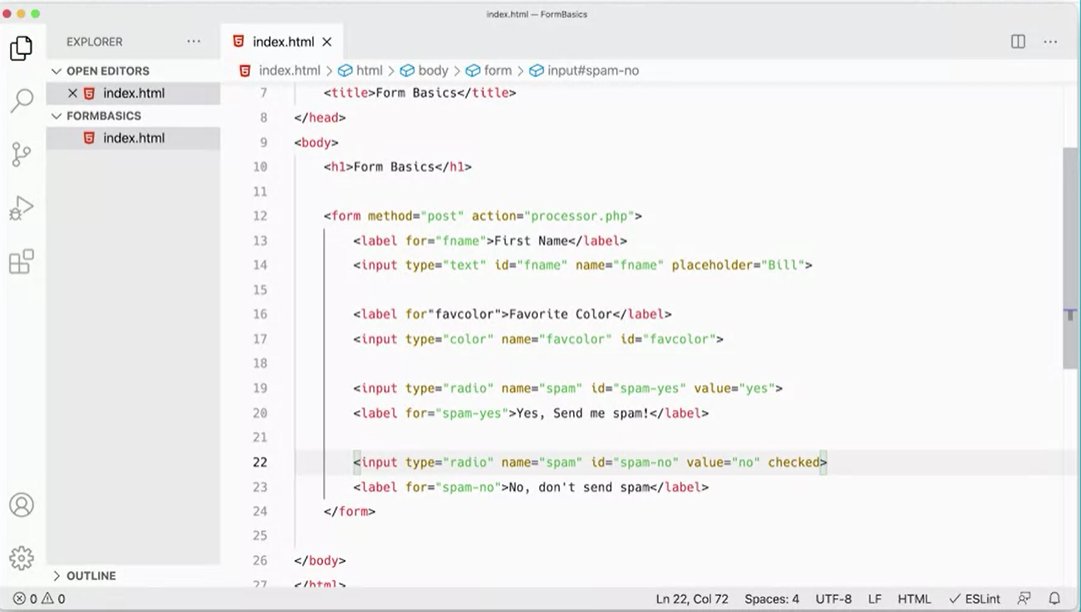 index.html — FormBasics
EXPLORER ···
index.html
index.html > html > body > form > input#spam-no
OPEN EDITORS
index.html
FORMBASICS
index.html
OUTLINE
7 <title>Form Basics</title>
8 </head>
9 <body>
10 <h1>Form Basics</h1>
11
12 <form method="post" action="processor.php">
13 <label for="fname">First Name</label>
14 <input type="text" id="fname" name="fname" placeholder="Bill">
15
16 <label for"favcolor">Favorite Color</label>
17 <input type="color" name="favcolor" id="favcolor">
18
19 <input type="radio" name="spam" id="spam-yes" value="yes">
20 <label for="spam-yes">Yes, Send me spam!</label>
21
22 <input type="radio" name="spam" id="spam-no" value="no" checked>
23 <label for="spam-no">No, don't send spam</label>
24 </form>
25
26 </body>
27 </html>
0 0 Ln 22, Col 72 Spaces: 4 UTF-8 LF HTML ESLint